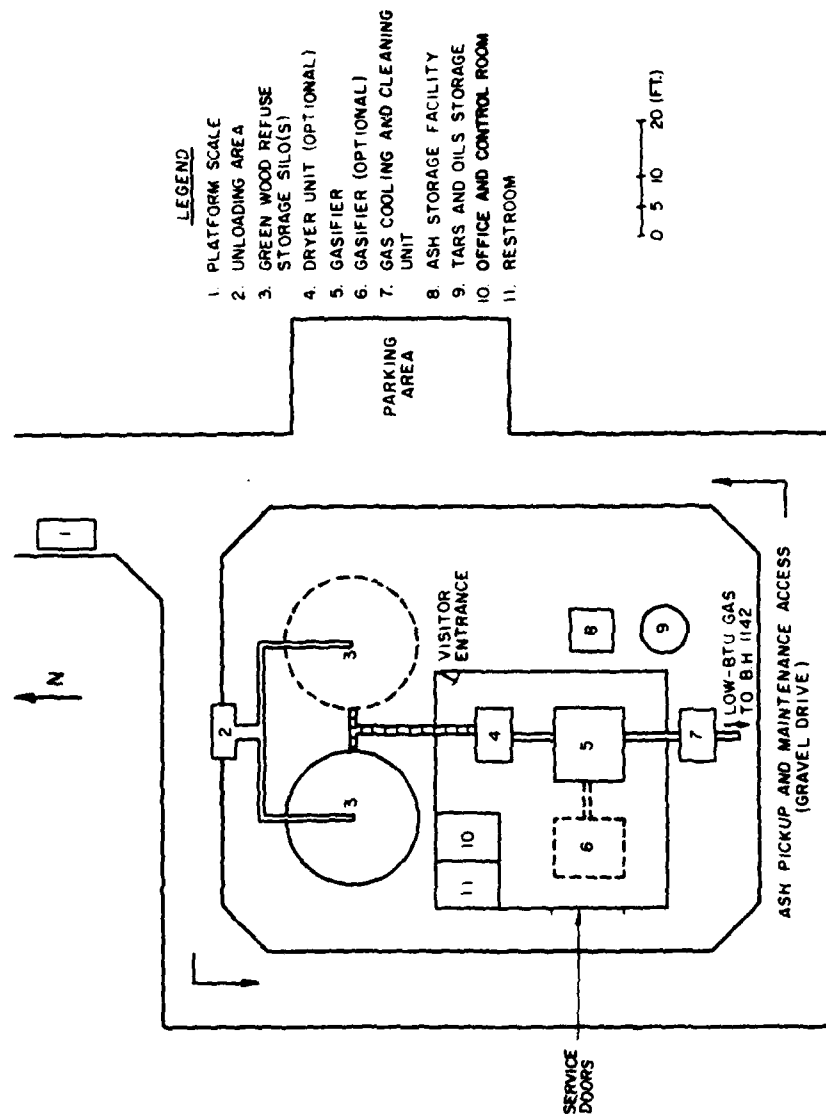 LEGEND
1. PLATFORM SCALE
2. UNLOADING AREA
3. GREEN WOOD REFUSE
STORAGE SILO(S)
4. DRYER UNIT (OPTIONAL)
5. GASIFIER
6. GASIFIER (OPTIONAL)
7. GAS COOLING AND CLEANING
UNIT
8. ASH STORAGE FACILITY
9. TARS AND OILS STORAGE
10. OFFICE AND CONTROL ROOM
11. RESTROOM
0 5 10 20 (FT.)
PARKING
AREA
1
N
2
3
3
VISITOR
ENTRANCE
4
5
6
7
8
9
10
11
LOW-BTU GAS
TO B.H 1142
ASH PICKUP AND MAINTENANCE ACCESS
(GRAVEL DRIVE)
SERVICE
DOORS